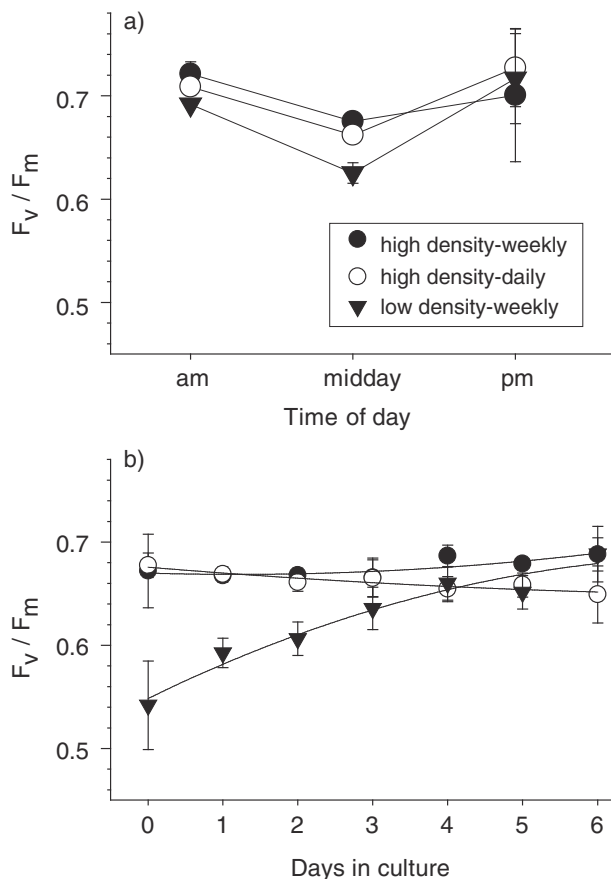 a)
0.7
0.6
0.5
Fv / Fm
high density-weekly
high density-daily
low density-weekly
am midday pm
Time of day
b)
0.7
0.6
0.5
Fv / Fm
0 1 2 3 4 5 6
Days in culture